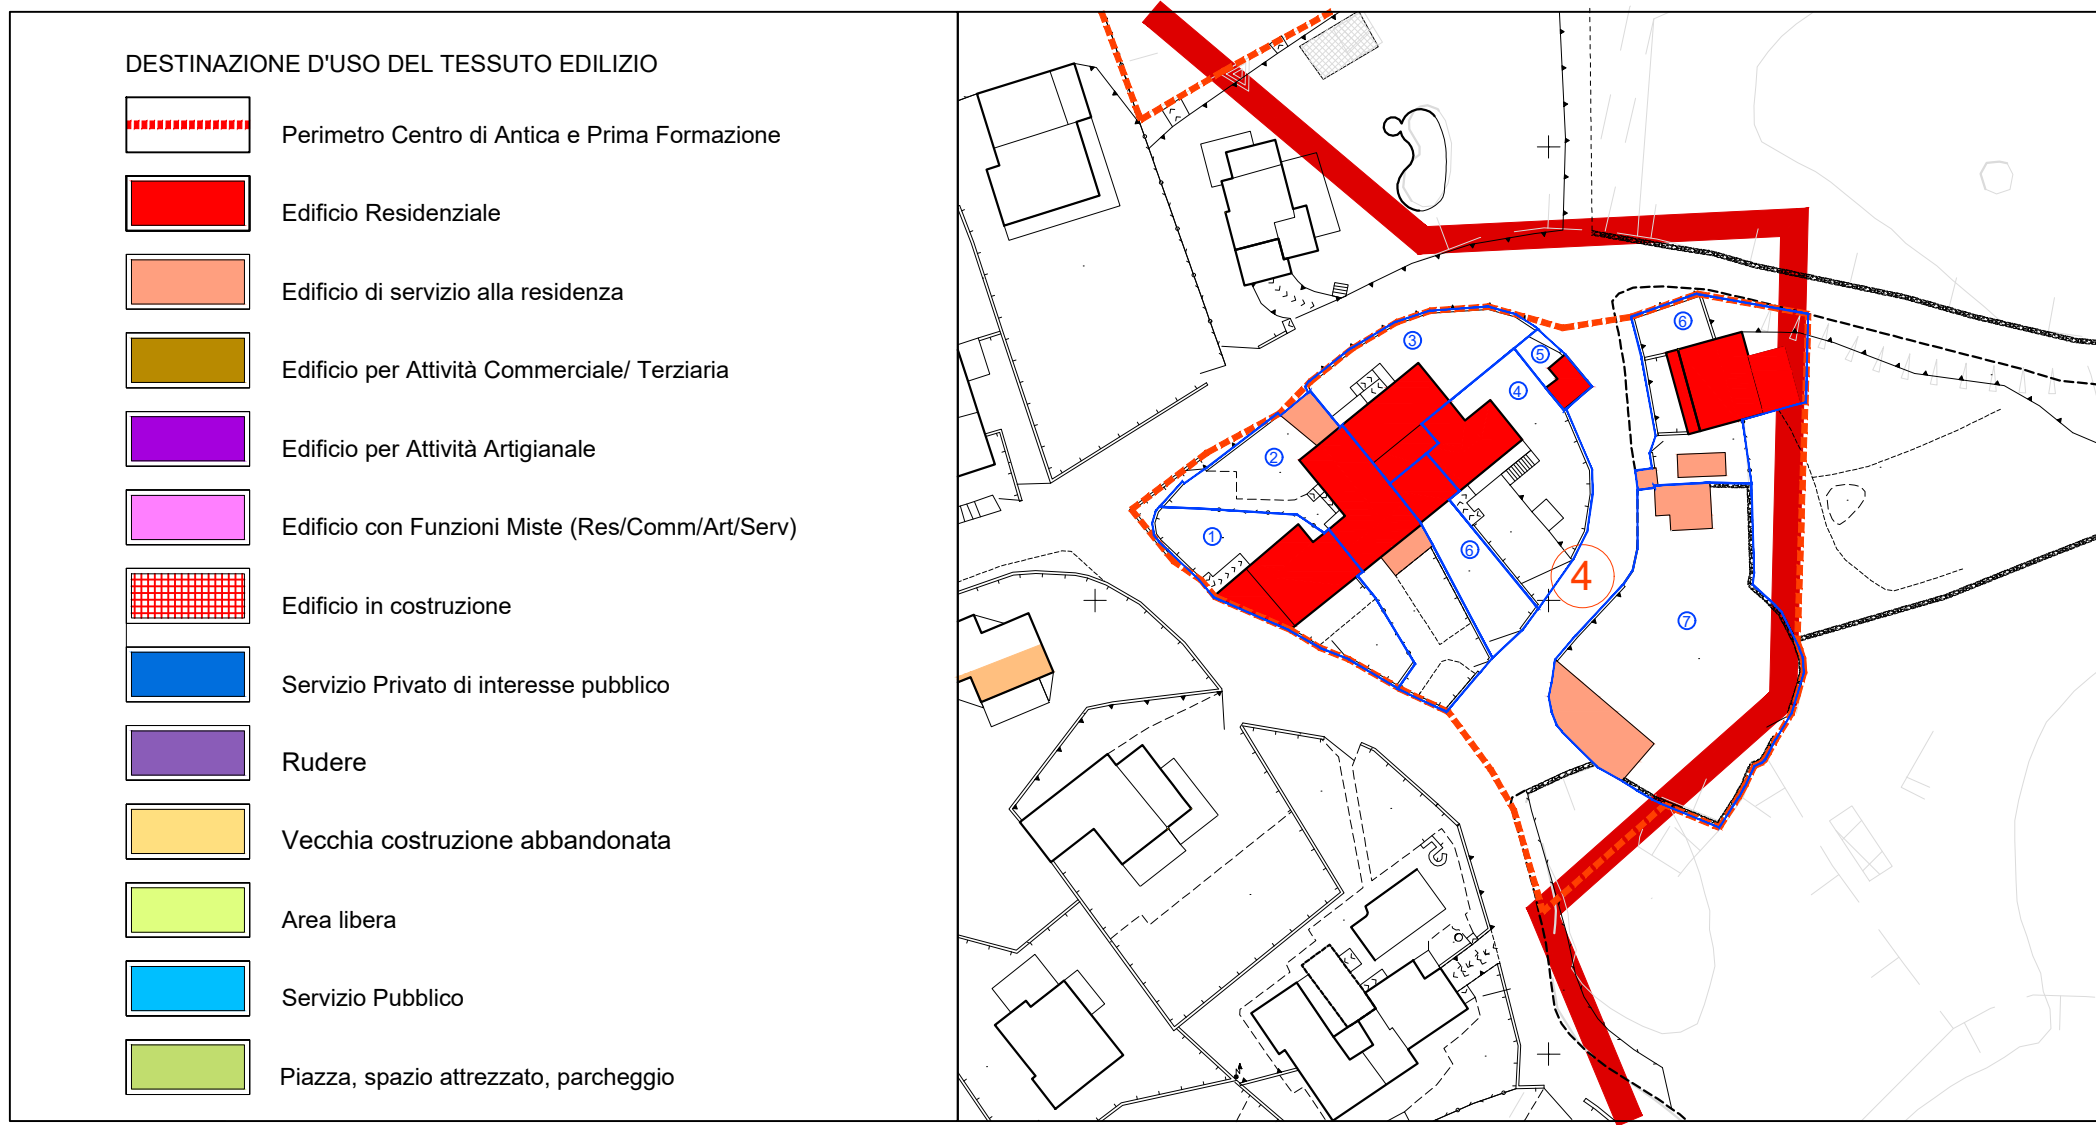 DESTINAZIONE D'USO DEL TESSUTO EDILIZIO
Perimetro Centro di Antica e Prima Formazione
Edificio Residenziale
Edificio di servizio alla residenza
Edificio per Attività Commerciale/ Terziaria
Edificio per Attività Artigianale
Edificio con Funzioni Miste (Res/Comm/Art/Serv)
Edificio in costruzione
Servizio Privato di interesse pubblico
Rudere
Vecchia costruzione abbandonata
Area libera
Servizio Pubblico
Piazza, spazio attrezzato, parcheggio
6
3
5
4
2
1
6
4
7